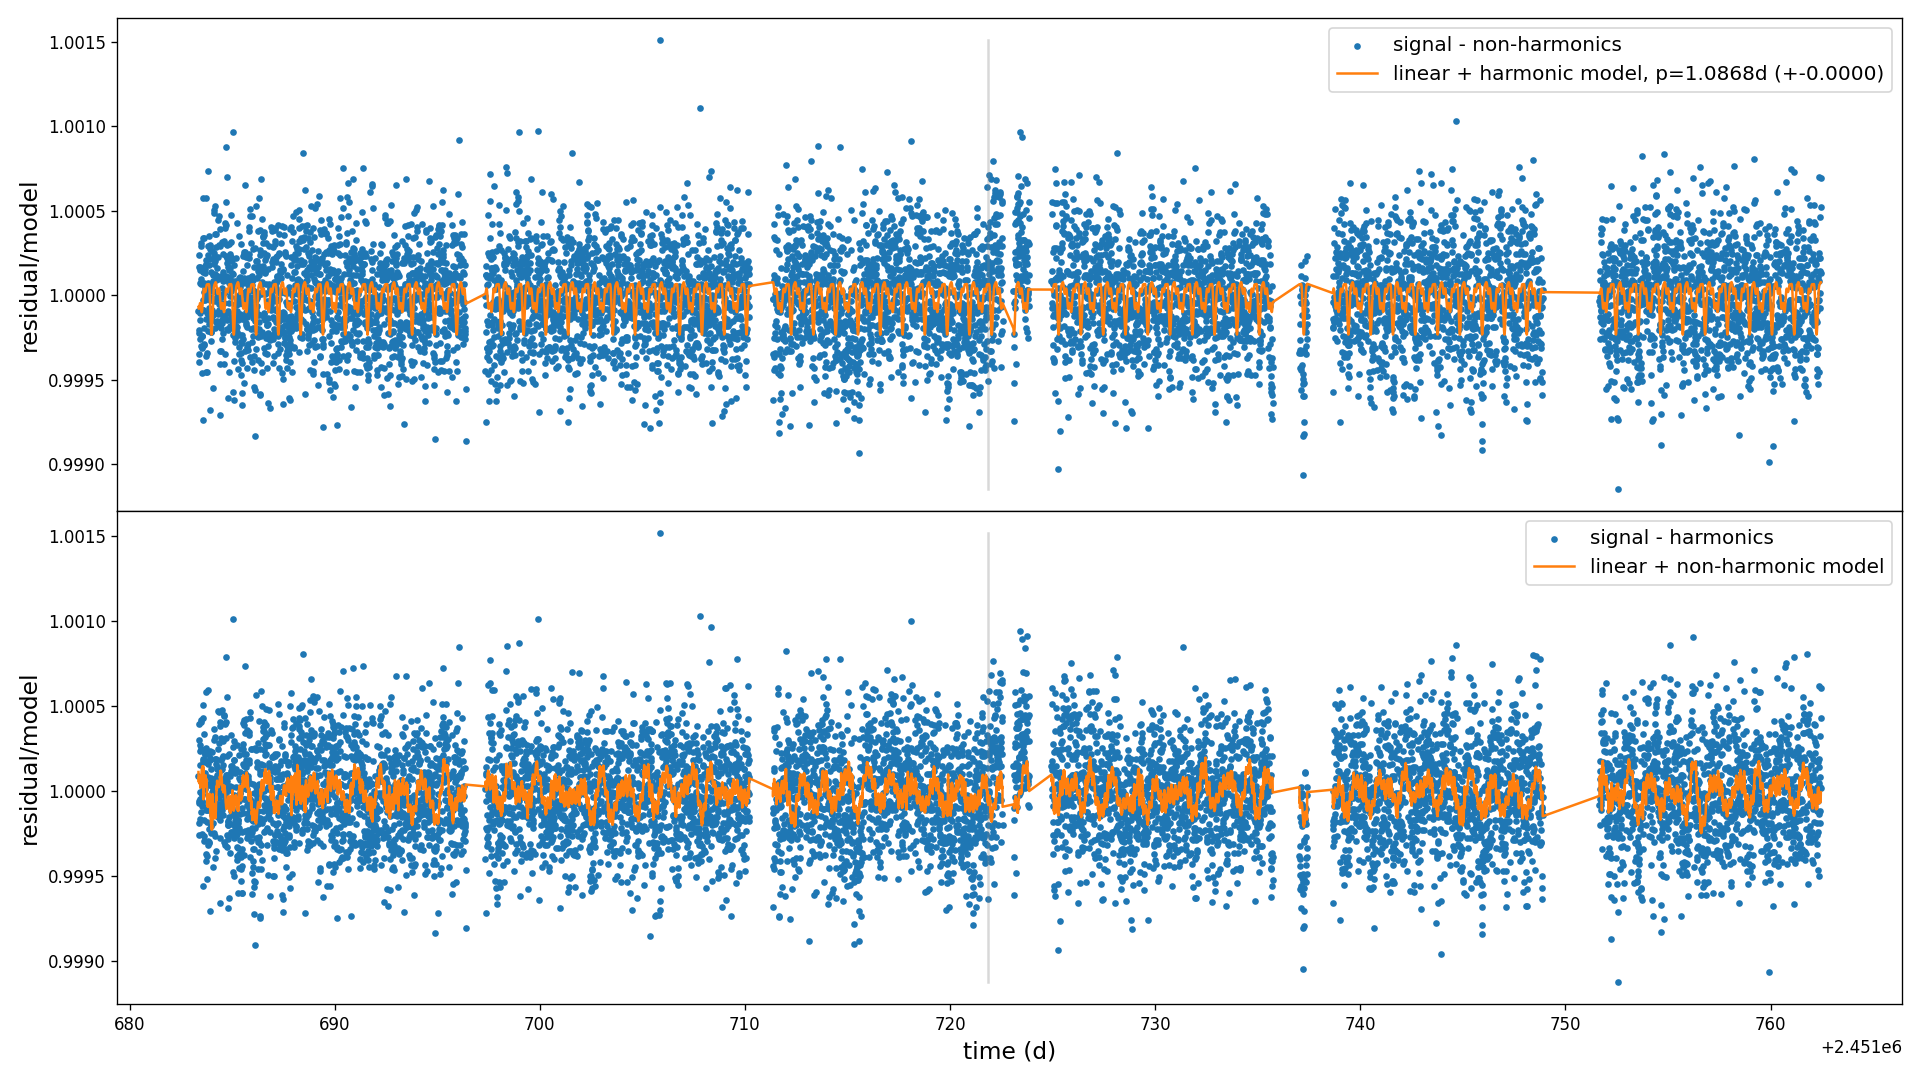 signal - non-harmonics
linear + harmonic model, p=1.0868d (+-0.0000)
residual/model
1.0015
1.0010
1.0005
1.0000
0.9995
0.9990
signal - harmonics
linear + non-harmonic model
residual/model
1.0015
1.0010
1.0005
1.0000
0.9995
0.9990
680 690 700 710 720 730 740 750 760
time (d)
+2.451e6